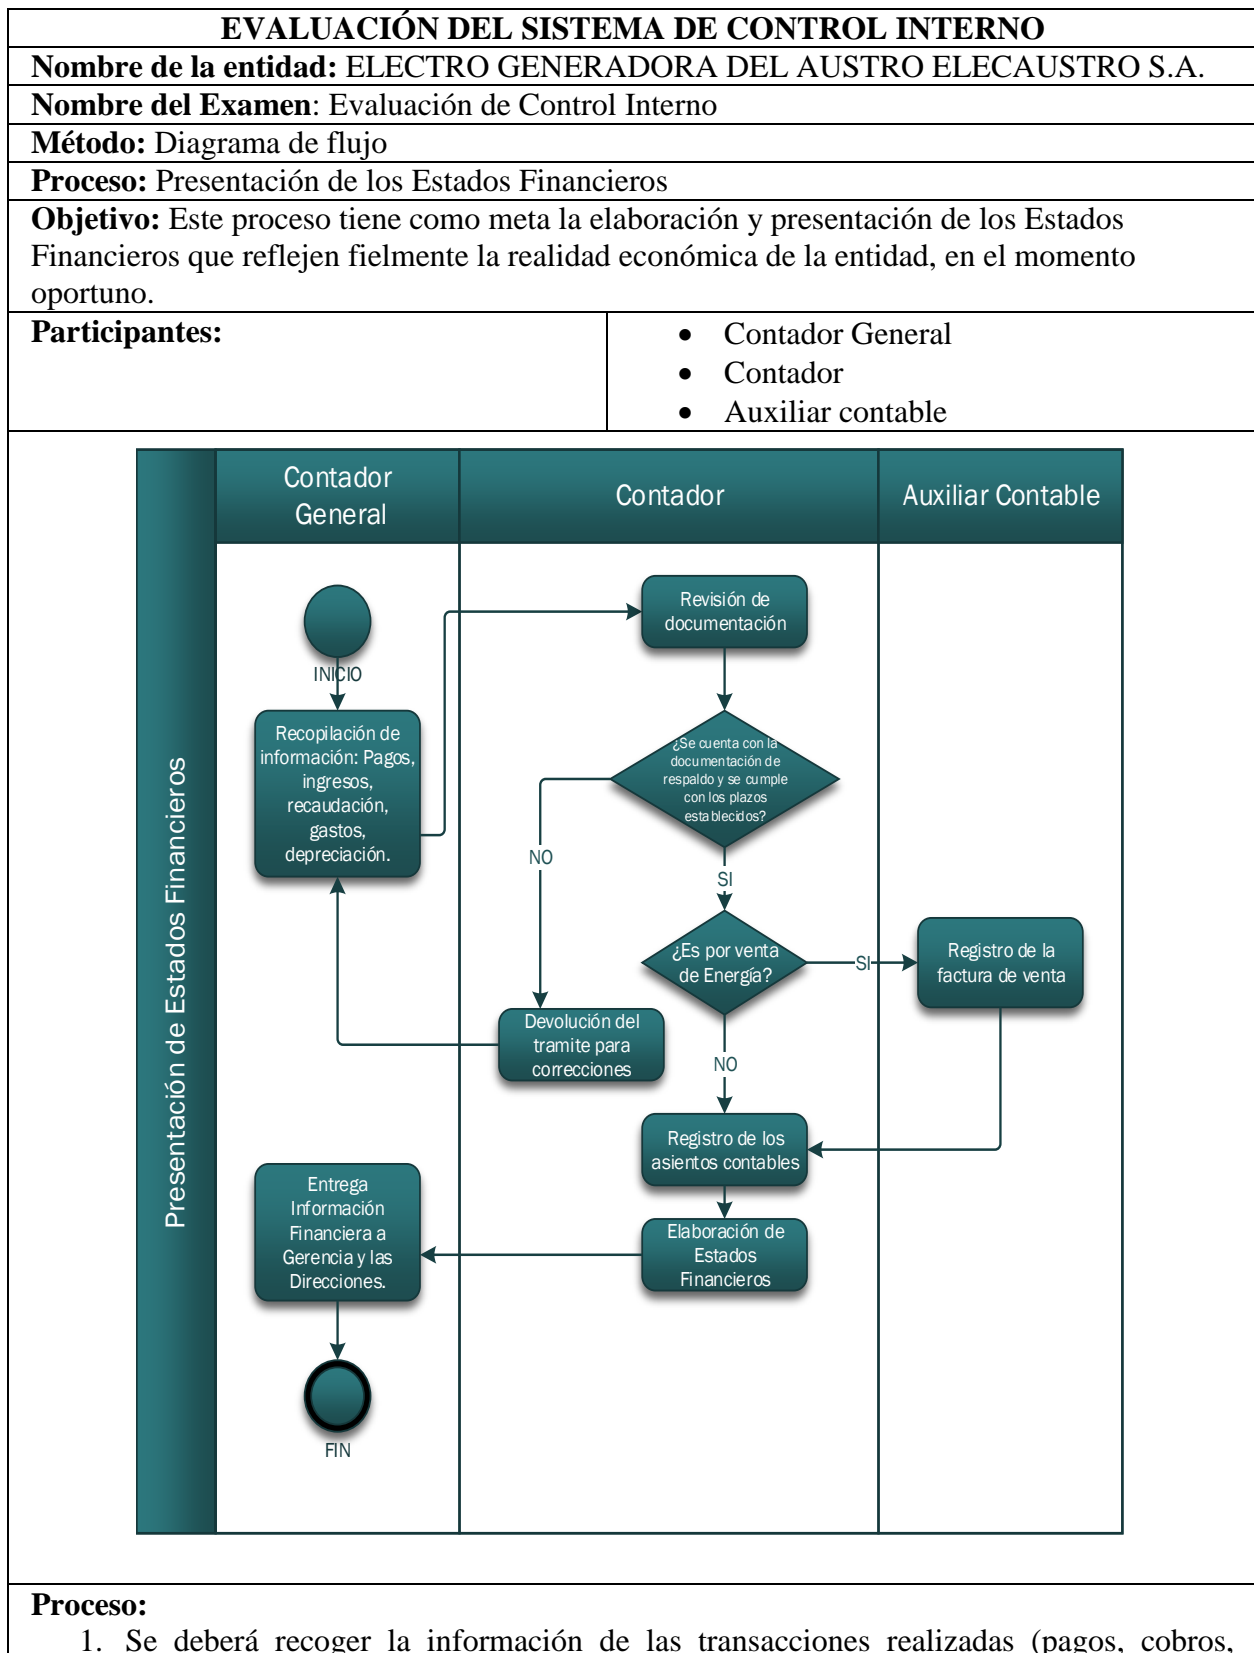 EVALUACIÓN DEL SISTEMA DE CONTROL INTERNO
Nombre de la entidad: ELECTRO GENERADORA DEL AUSTRO ELECAUSTRO S.A.
Nombre del Examen: Evaluación de Control Interno
Método: Diagrama de flujo
Proceso: Presentación de los Estados Financieros
Objetivo: Este proceso tiene como meta la elaboración y presentación de los Estados
Financieros que reflejen fielmente la realidad económica de la entidad, en el momento
oportuno.
Participantes:
• Contador General
• Contador
• Auxiliar contable
Presentación de Estados Financieros
Contador
General
Contador
Auxiliar Contable
INICIO
Recopilación de
información: Pagos,
ingresos,
recaudación,
gastos,
depreciación.
Revisión de
documentación
¿Se cuenta con la
documentación de
respaldo y se cumple
con los plazos
establecidos?
NO
SI
¿Es por venta
de Energía?
SI
Registro de la
factura de venta
Devolución del
tramite para
correcciones
NO
Registro de los
asientos contables
Elaboración de
Estados
Financieros
Entrega
Información
Financiera a
Gerencia y las
Direcciones.
FIN
Proceso:
1. Se deberá recoger la información de las transacciones realizadas (pagos, cobros,